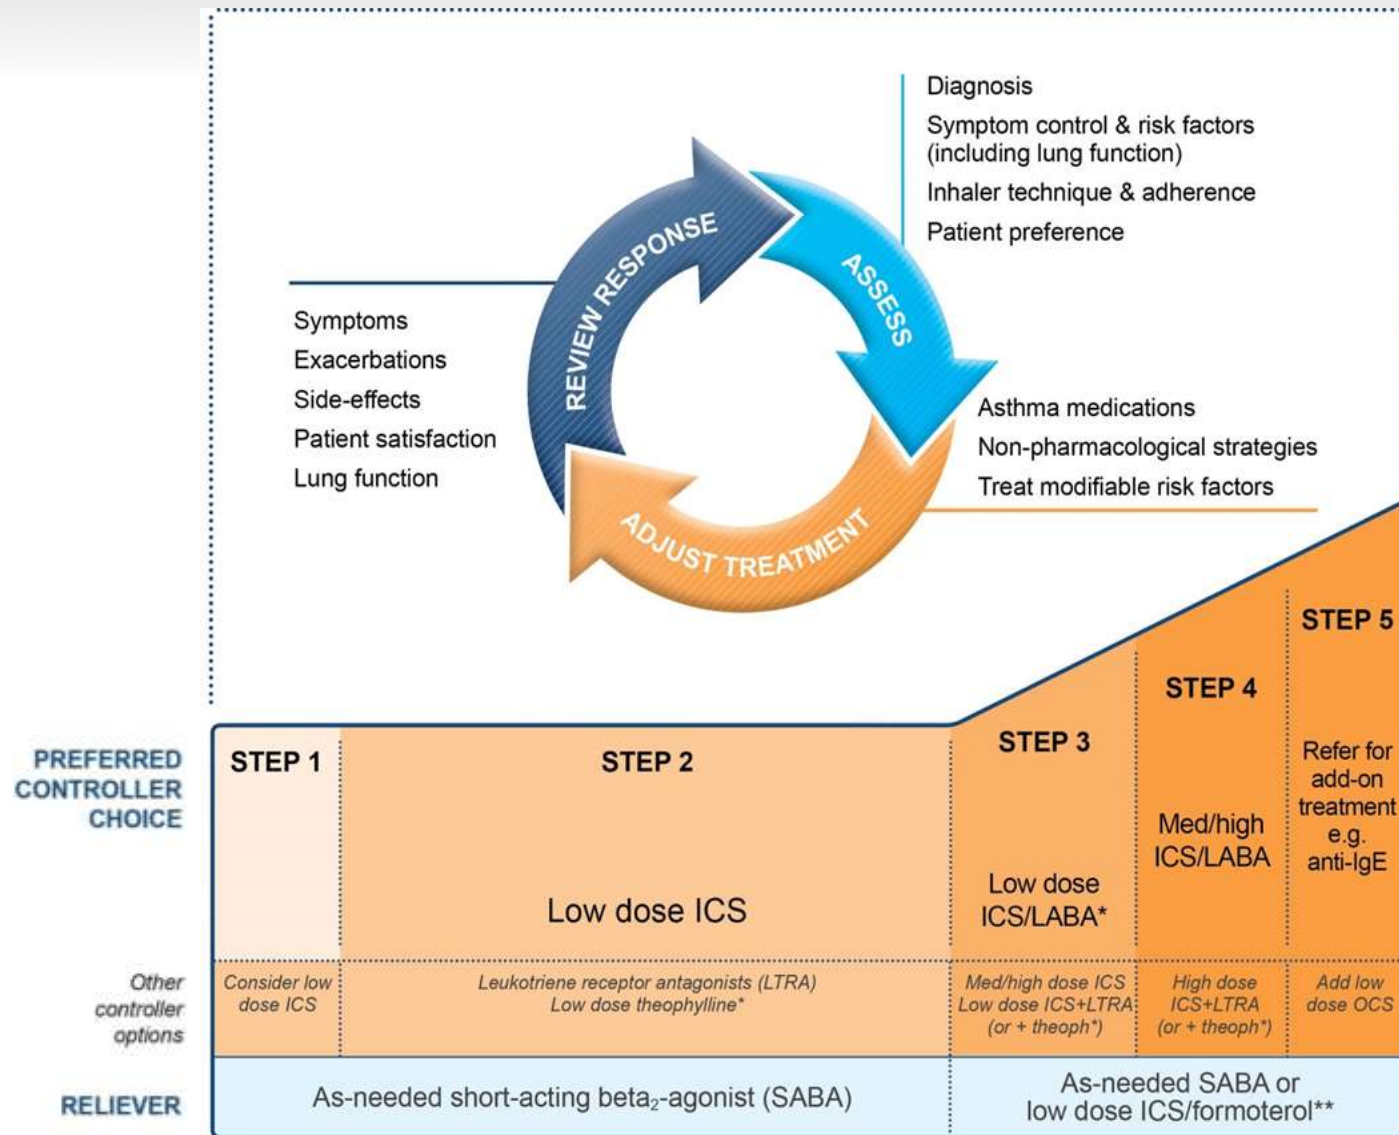 Diagnosis
Symptom control & risk factors
(including lung function)
Inhaler technique & adherence
Patient preference
REVIEW RESPONSE
ASSESS
ADJUST TREATMENT
Symptoms
Exacerbations
Side-effects
Patient satisfaction
Lung function
Asthma medications
Non-pharmacological strategies
Treat modifiable risk factors
PREFERRED
CONTROLLER
CHOICE
STEP 1
STEP 2
Low dose ICS
STEP 3
Low dose
ICS/LABA*
STEP 4
Med/high
ICS/LABA
STEP 5
Refer for
add-on
treatment
e.g.
anti-IgE
Other
controller
options
Consider low
dose ICS
Leukotriene receptor antagonists (LTRA)
Low dose theophylline*
Med/high dose ICS
Low dose ICS+LTRA
(or + theoph*)
High dose
ICS+LTRA
(or + theoph*)
Add low
dose OCS
RELIEVER
As-needed short-acting beta₂-agonist (SABA)
As-needed SABA or
low dose ICS/formoterol**